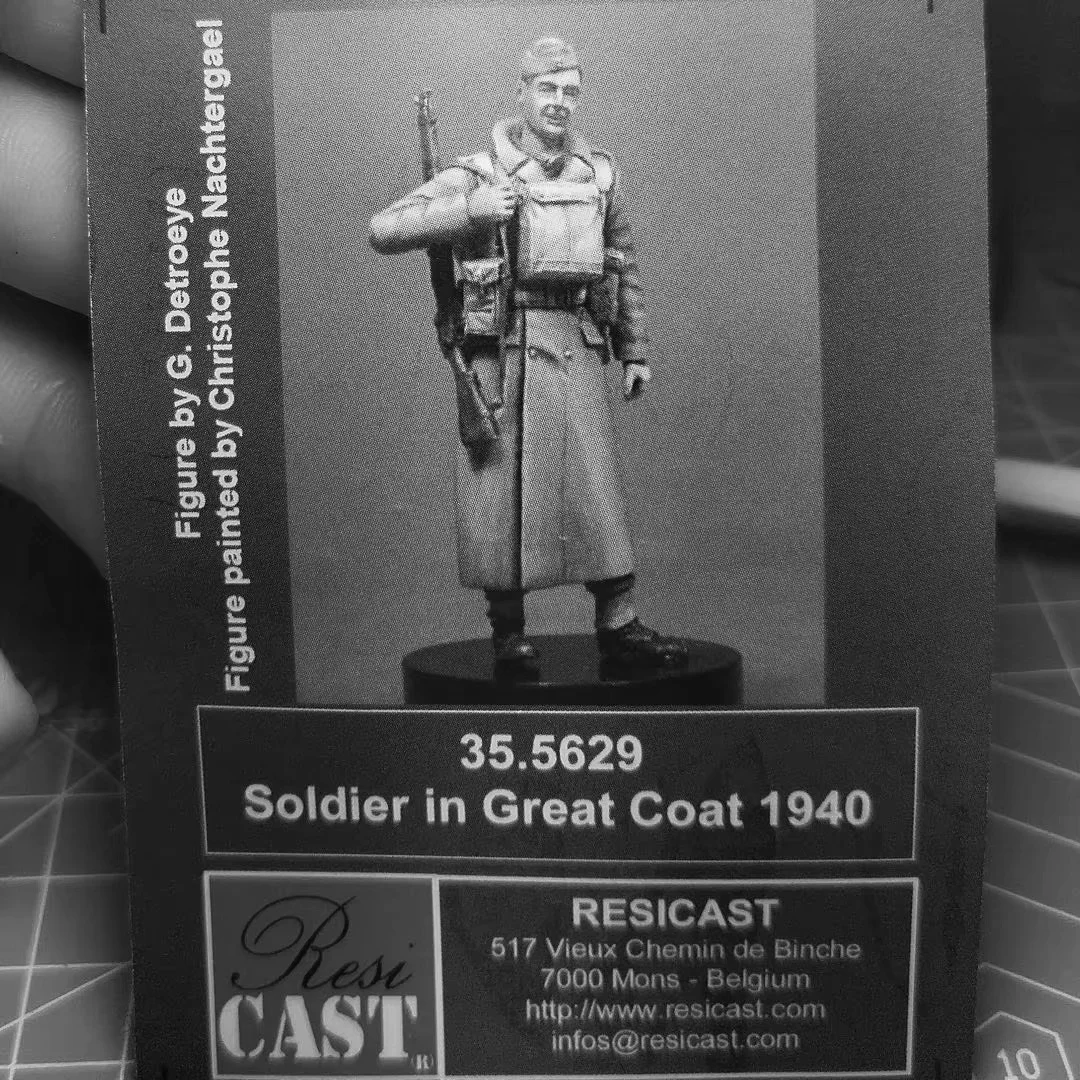 Figure by G. Detroeye
Figure painted by Christophe Nachtergael
35.5629
Soldier in Great Coat 1940
Resi
CAST
(R)
RESICAST
517 Vieux Chemin de Binche
7000 Mons - Belgium
http://www.resicast.com
infos@resicast.com
10